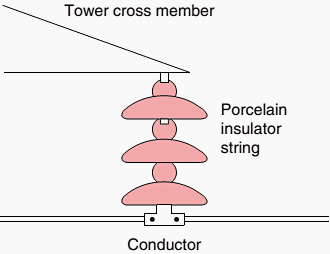 Tower cross member
Porcelain
insulator
string
Conductor